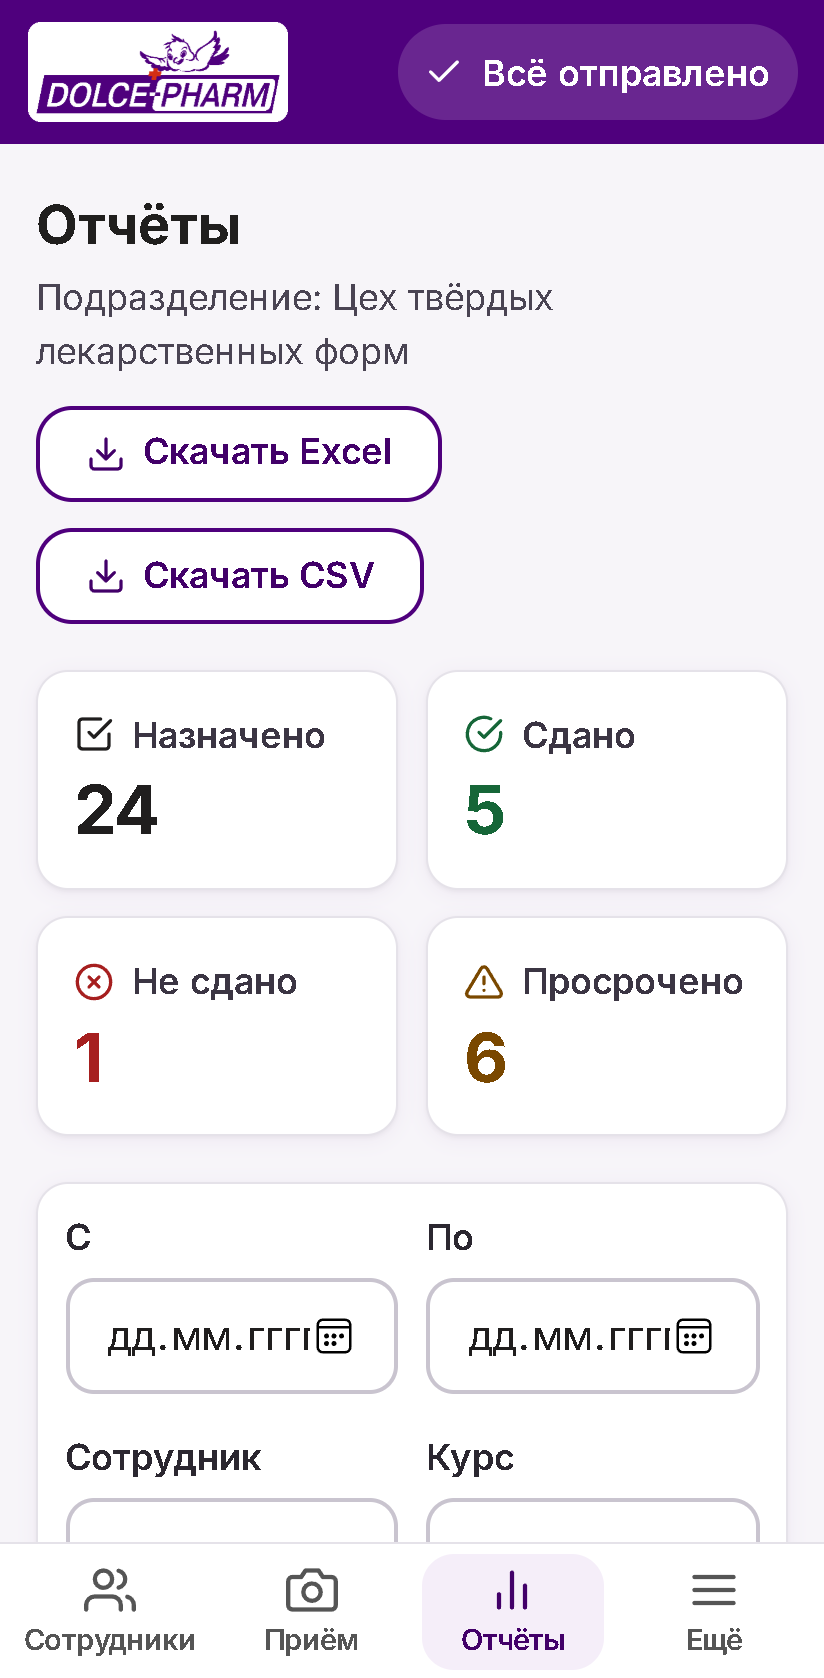 DOLCE-PHARM
Всё отправлено
Отчёты
Подразделение: Цех твёрдых
лекарственных форм
Скачать Excel
Скачать CSV
Назначено
24
Сдано
5
Не сдано
1
Просрочено
6
С
По
дд.мм.гггг
дд.мм.гггг
Сотрудник
Курс
Сотрудники
Приём
Отчёты
Ещё